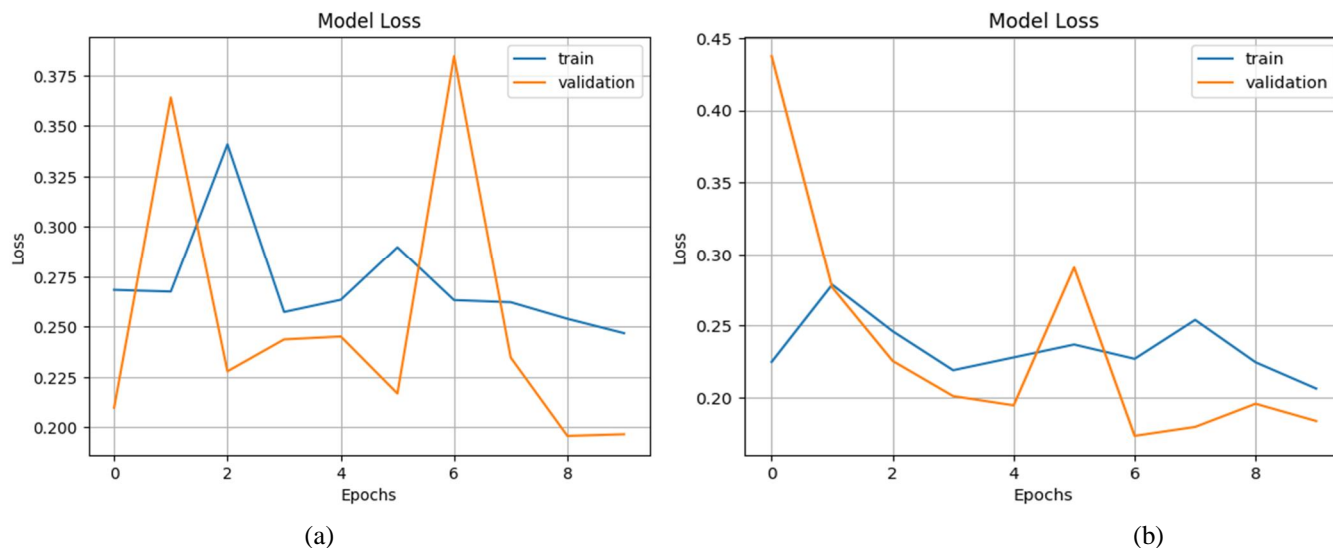 Model Loss
0.375
0.350
0.325
0.300
0.275
0.250
0.225
0.200
Loss
train
validation
0 2 4 6 8
Epochs
(a)
Model Loss
0.45
0.40
0.35
0.30
0.25
0.20
Loss
train
validation
0 2 4 6 8
Epochs
(b)